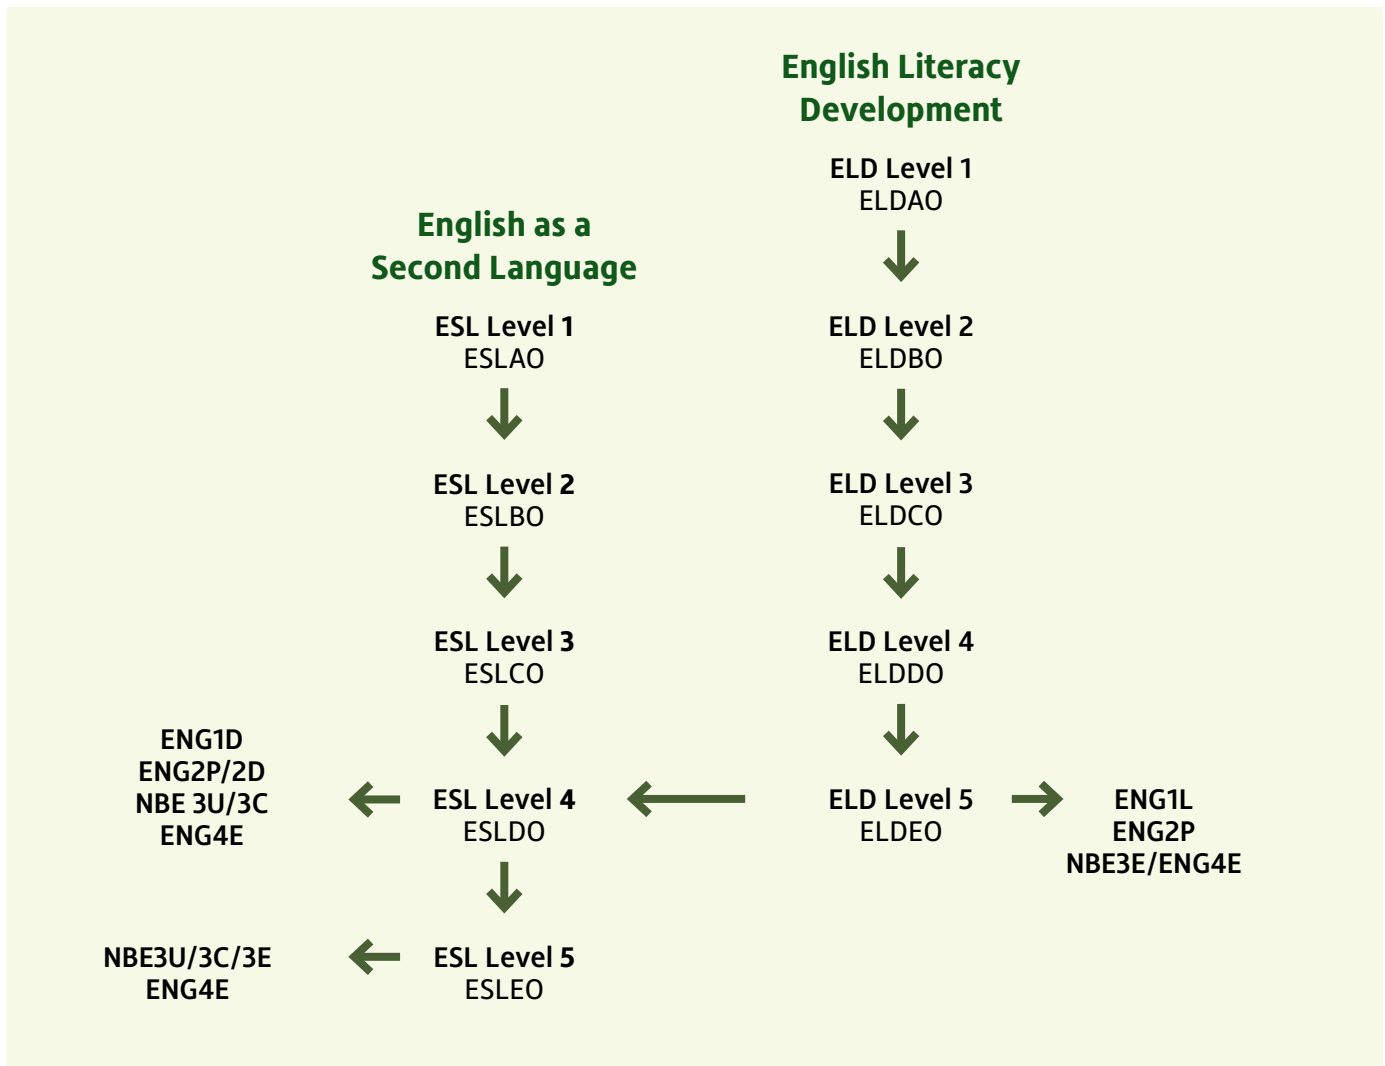 English Literacy
Development
ELD Level 1
ELDAO
English as a
Second Language
ESL Level 1
ESLAO
ELD Level 2
ELDBO
ESL Level 2
ESLBO
ELD Level 3
ELDCO
ESL Level 3
ESLCO
ELD Level 4
ELDDO
ENG1D
ENG2P/2D
NBE 3U/3C
ENG4E
ESL Level 4
ESLDO
ELD Level 5
ELDEO
ENG1L
ENG2P
NBE3E/ENG4E
NBE3U/3C/3E
ENG4E
ESL Level 5
ESLEO